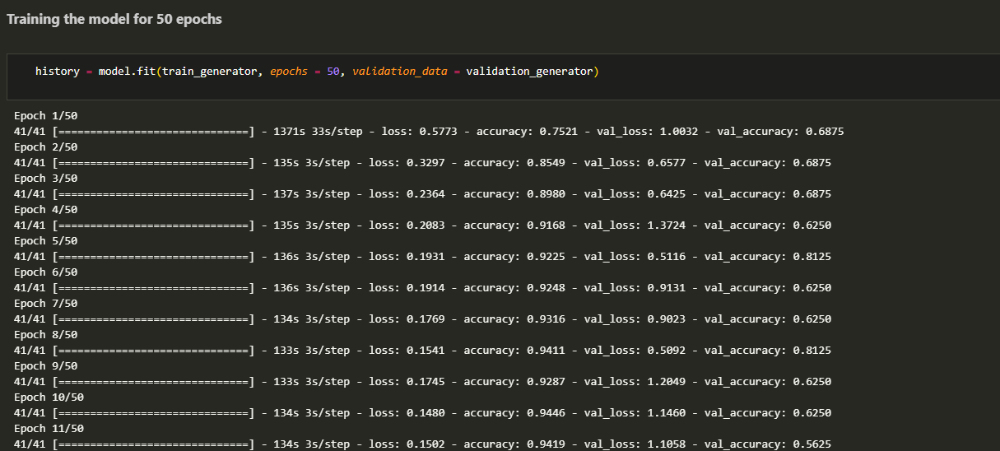 Training the model for 50 epochs
history = model.fit(train_generator, epochs = 50, validation_data = validation_generator)
Epoch 1/50
41/41 [==============================] - 1371s 33s/step - loss: 0.5773 - accuracy: 0.7521 - val_loss: 1.0032 - val_accuracy: 0.6875
Epoch 2/50
41/41 [==============================] - 135s 3s/step - loss: 0.3297 - accuracy: 0.8549 - val_loss: 0.6577 - val_accuracy: 0.6875
Epoch 3/50
41/41 [==============================] - 137s 3s/step - loss: 0.2364 - accuracy: 0.8980 - val_loss: 0.6425 - val_accuracy: 0.6875
Epoch 4/50
41/41 [==============================] - 135s 3s/step - loss: 0.2083 - accuracy: 0.9168 - val_loss: 1.3724 - val_accuracy: 0.6250
Epoch 5/50
41/41 [==============================] - 136s 3s/step - loss: 0.1931 - accuracy: 0.9225 - val_loss: 0.5116 - val_accuracy: 0.8125
Epoch 6/50
41/41 [==============================] - 136s 3s/step - loss: 0.1914 - accuracy: 0.9248 - val_loss: 0.9131 - val_accuracy: 0.6250
Epoch 7/50
41/41 [==============================] - 134s 3s/step - loss: 0.1769 - accuracy: 0.9316 - val_loss: 0.9023 - val_accuracy: 0.6250
Epoch 8/50
41/41 [==============================] - 133s 3s/step - loss: 0.1541 - accuracy: 0.9411 - val_loss: 0.5092 - val_accuracy: 0.8125
Epoch 9/50
41/41 [==============================] - 133s 3s/step - loss: 0.1745 - accuracy: 0.9287 - val_loss: 1.2049 - val_accuracy: 0.6250
Epoch 10/50
41/41 [==============================] - 134s 3s/step - loss: 0.1480 - accuracy: 0.9446 - val_loss: 1.1460 - val_accuracy: 0.6250
Epoch 11/50
41/41 [==============================] - 134s 3s/step - loss: 0.1502 - accuracy: 0.9419 - val_loss: 1.1058 - val_accuracy: 0.5625